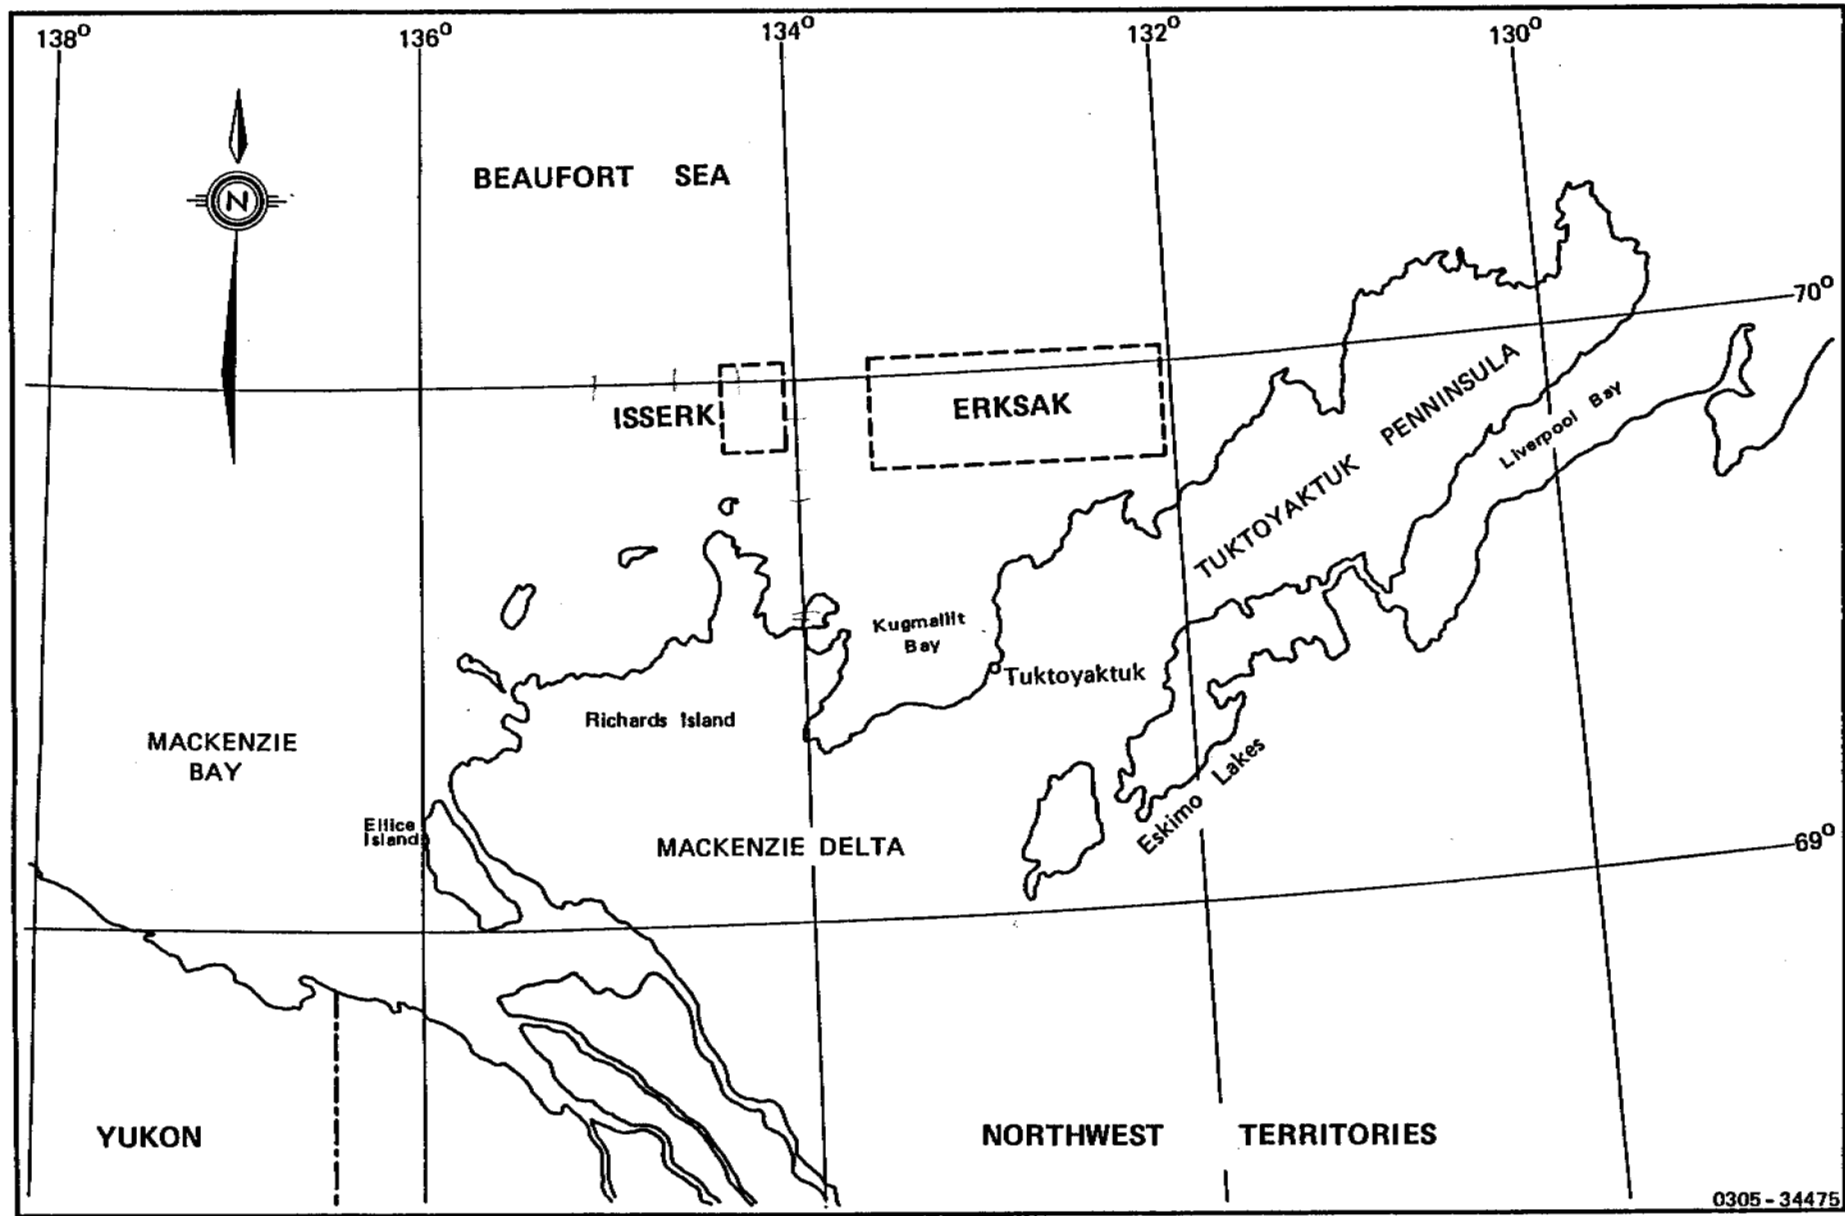 138° 136° 134° 132° 130°
N
BEAUFORT SEA
70°
ISSERK
ERKSAK
TUKTOYAKTUK PENNINSULA
Liverpool Bay
Kugmallit
Bay
Tuktoyaktuk
Richards Island
MACKENZIE
BAY
Eskimo Lakes
Ellice
Island
MACKENZIE DELTA
69°
YUKON
NORTHWEST TERRITORIES
0305-34475